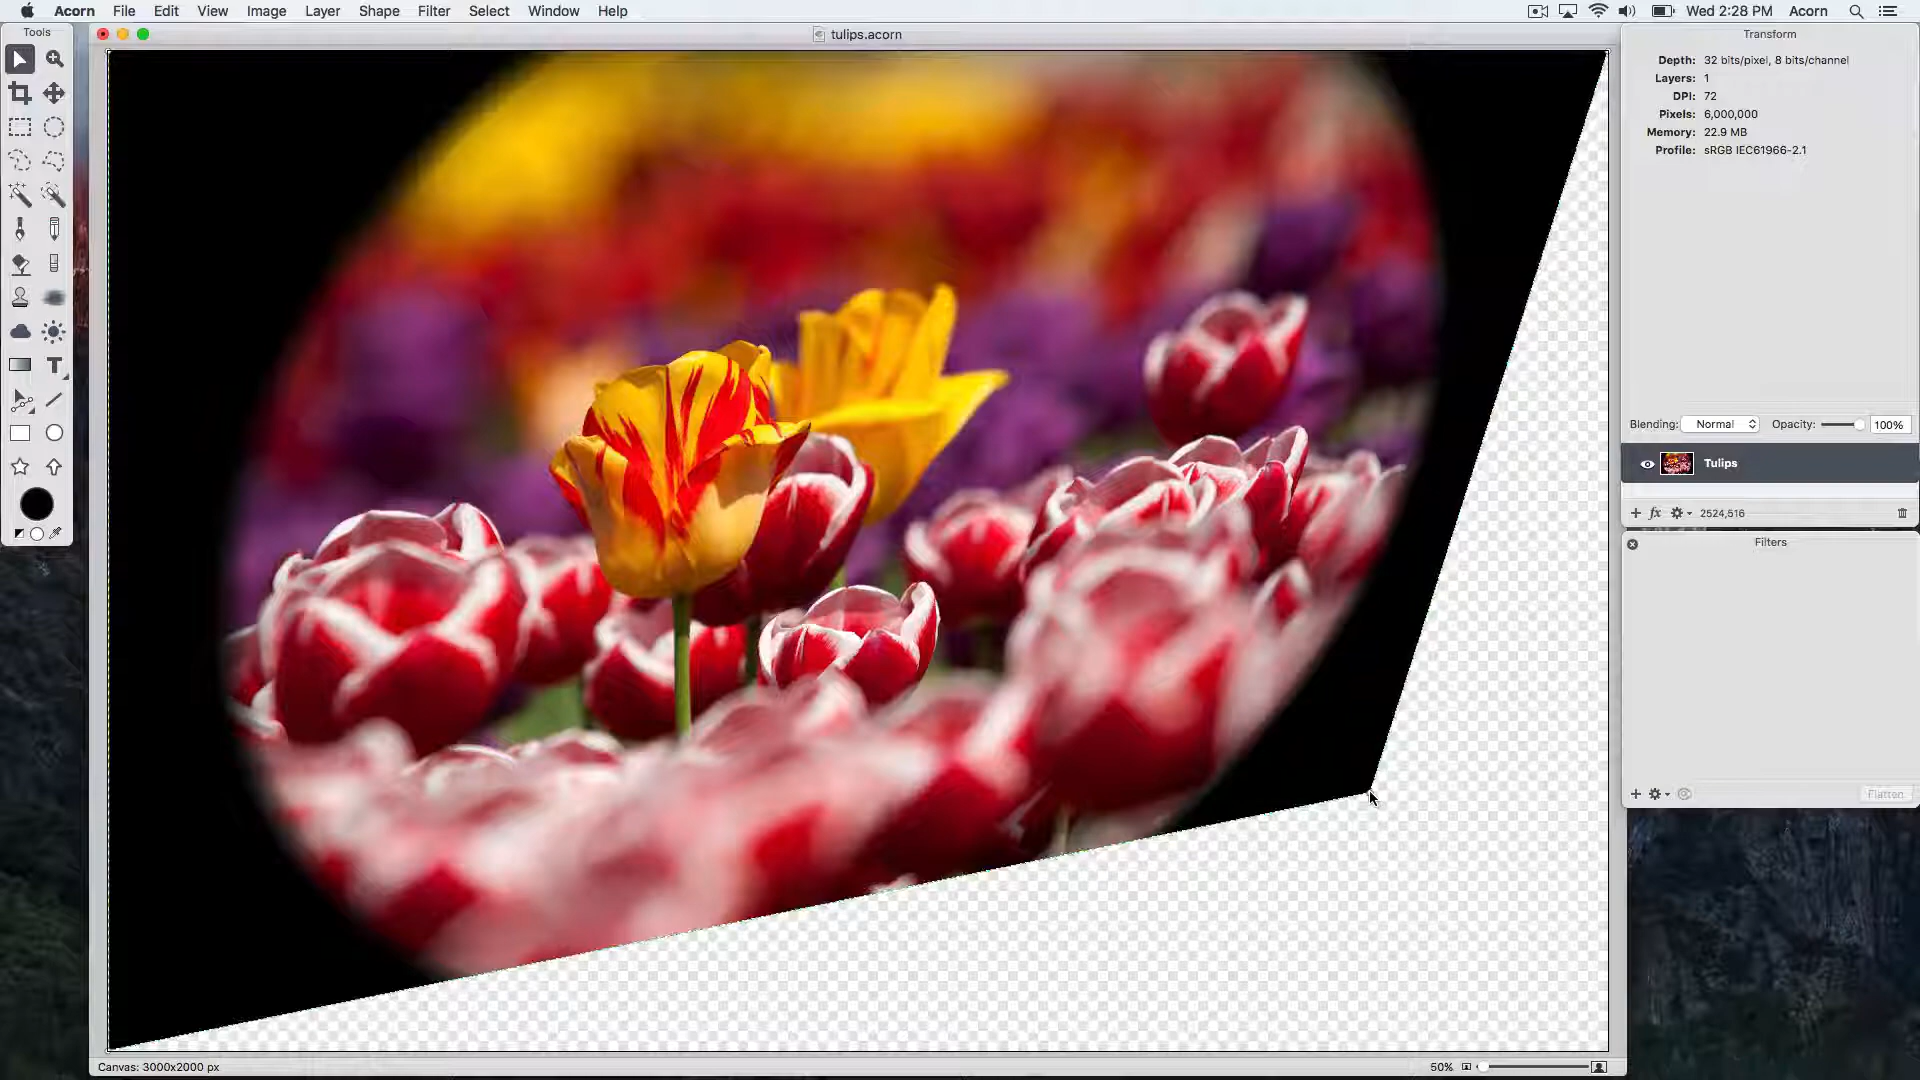 Acorn File Edit View Image Layer Shape Filter Select Window Help Wed 2:28 PM Acorn
Tools
tulips.acorn
Transform
Depth: 32 bits/pixel, 8 bits/channel
Layers: 1
DPI: 72
Pixels: 6,000,000
Memory: 22.9 MB
Profile: sRGB IEC61966-2.1
Blending: Normal Opacity: 100%
Tulips
fx 2524,516
Filters
Flatten
Canvas: 3000x2000 px
50%